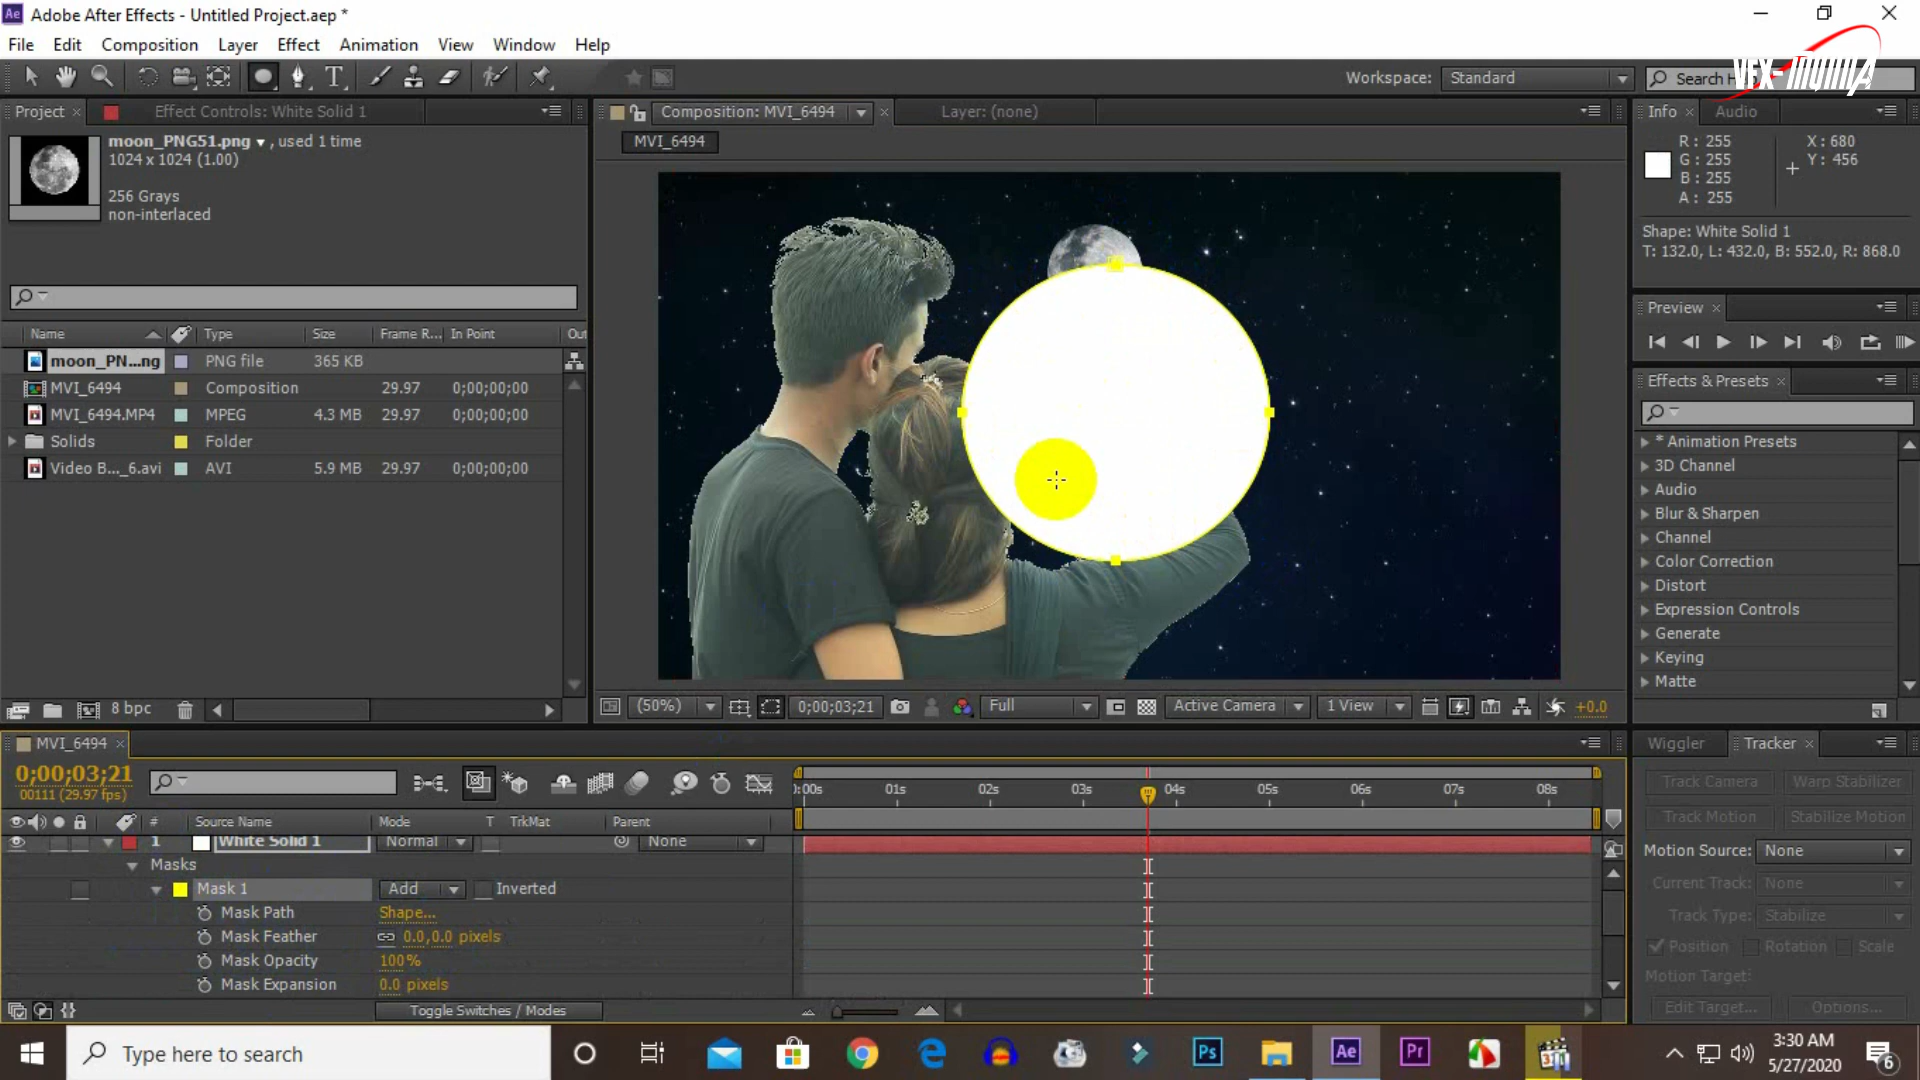 Adobe After Effects - Untitled Project.aep *
File Edit Composition Layer Effect Animation View Window Help
Workspace: Standard
Search
VFX-MUMMA
Project
Effect Controls: White Solid 1
Composition: MVI_6494
Layer: (none)
Info
Audio
MVI_6494
moon_PNG51.png , used 1 time
1024 x 1024 (1.00)
256 Grays
non-interlaced
R: 255
G: 255
B: 255
A: 255
X: 680
Y: 456
Shape: White Solid 1
T: 132.0, L: 432.0, B: 552.0, R: 868.0
Preview
Effects & Presets
Name Type Size Frame R... In Point Ou
moon_PN...ng PNG file 365 KB
MVI_6494 Composition 29.97 0;00;00;00
MVI_6494.MP4 MPEG 4.3 MB 29.97 0;00;00;00
Solids Folder
Video B..._6.avi AVI 5.9 MB 29.97 0;00;00;00
* Animation Presets
3D Channel
Audio
Blur & Sharpen
Channel
Color Correction
Distort
Expression Controls
Generate
Keying
Matte
8 bpc
(50%) 0;00;03;21 Full Active Camera 1 View +0.0
MVI_6494
Wiggler
Tracker
0;00;03;21
00111 (29.97 fps)
:00s 01s 02s 03s 04s 05s 06s 07s 08s
# Source Name Mode T TrkMat Parent
1 White Solid 1 Normal None
Masks
Mask 1 Add Inverted
Mask Path Shape...
Mask Feather 0.0,0.0 pixels
Mask Opacity 100%
Mask Expansion 0.0 pixels
Toggle Switches / Modes
Track Camera Warp Stabilizer
Track Motion Stabilize Motion
Motion Source: None
Current Track: None
Track Type: Stabilize
Position Rotation Scale
Motion Target:
Edit Target... Options...
Type here to search
Ps
Ae
Pr
3:30 AM
5/27/2020
6